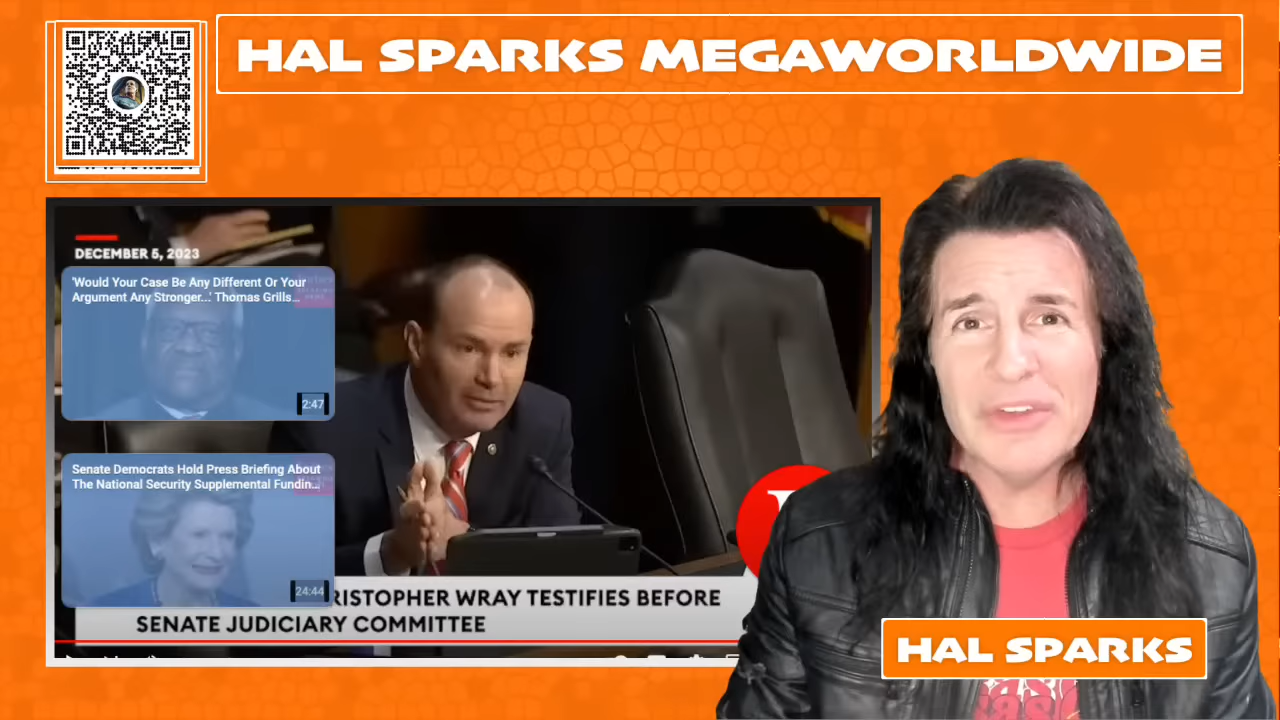 HAL SPARKS MEGAWORLDWIDE
DECEMBER 5, 2023
'Would Your Case Be Any Different Or Your
Argument Any Stronger...' Thomas Grills...
2:47
Senate Democrats Hold Press Briefing About
The National Security Supplemental Fundin...
24:44
RISTOPHER WRAY TESTIFIES BEFORE
SENATE JUDICIARY COMMITTEE
HAL SPARKS